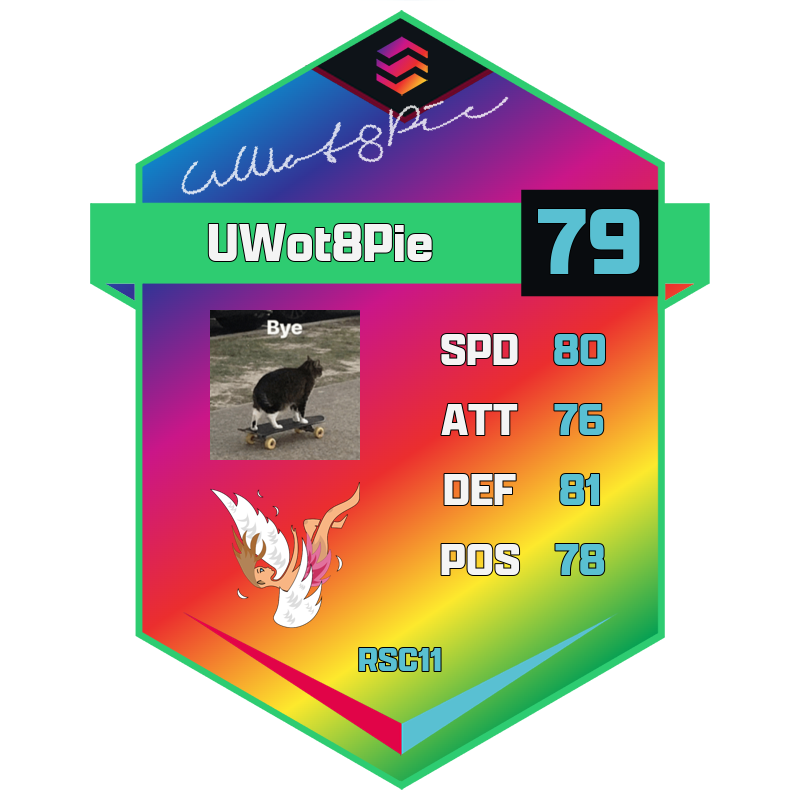 UWot8Pie
UWot8Pie
79
Bye
SPD 80
ATT 76
DEF 81
POS 78
RSC11